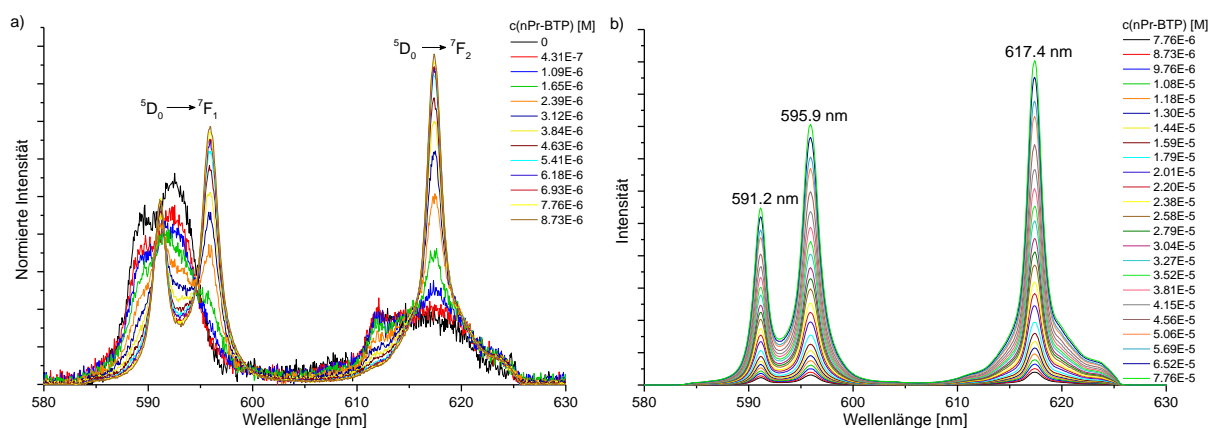 a)
c(nPr-BTP) [M]
0
4.31E-7
1.09E-6
1.65E-6
2.39E-6
3.12E-6
3.84E-6
4.63E-6
5.41E-6
6.18E-6
6.93E-6
7.76E-6
8.73E-6
⁵D₀ → ⁷F₁
⁵D₀ → ⁷F₂
Normierte Intensität
580 590 600 610 620 630
Wellenlänge [nm]
b)
c(nPr-BTP) [M]
7.76E-6
8.73E-6
9.76E-6
1.08E-5
1.18E-5
1.30E-5
1.44E-5
1.59E-5
1.79E-5
2.01E-5
2.20E-5
2.38E-5
2.58E-5
2.79E-5
3.04E-5
3.27E-5
3.52E-5
3.81E-5
4.15E-5
4.56E-5
5.06E-5
5.69E-5
6.52E-5
7.76E-5
617.4 nm
595.9 nm
591.2 nm
Intensität
580 590 600 610 620 630
Wellenlänge [nm]